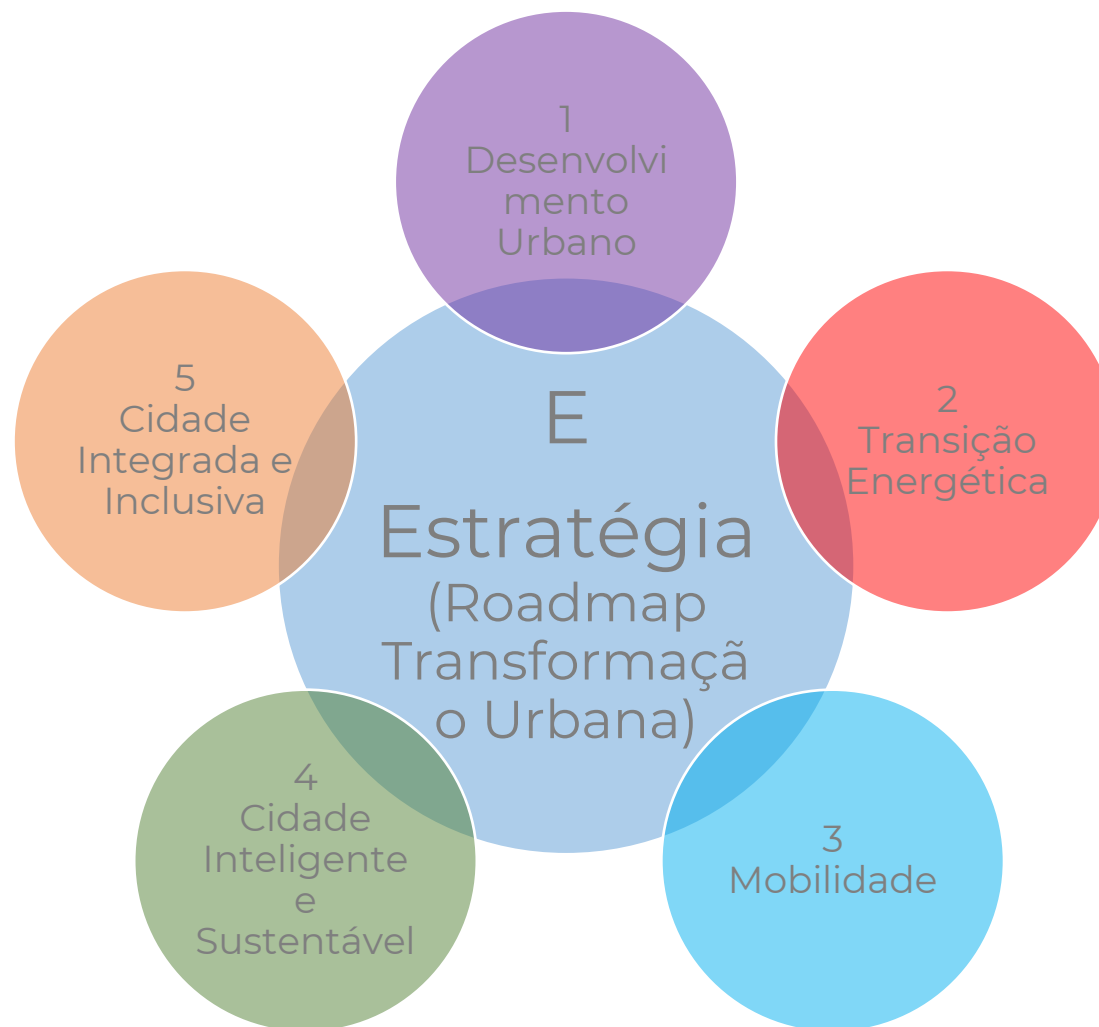 1
Desenvolvi
mento
Urbano
2
Transição
Energética
3
Mobilidade
4
Cidade
Inteligente
e
Sustentável
5
Cidade
Integrada e
Inclusiva
E
Estratégia
(Roadmap
Transformaçã
o Urbana)